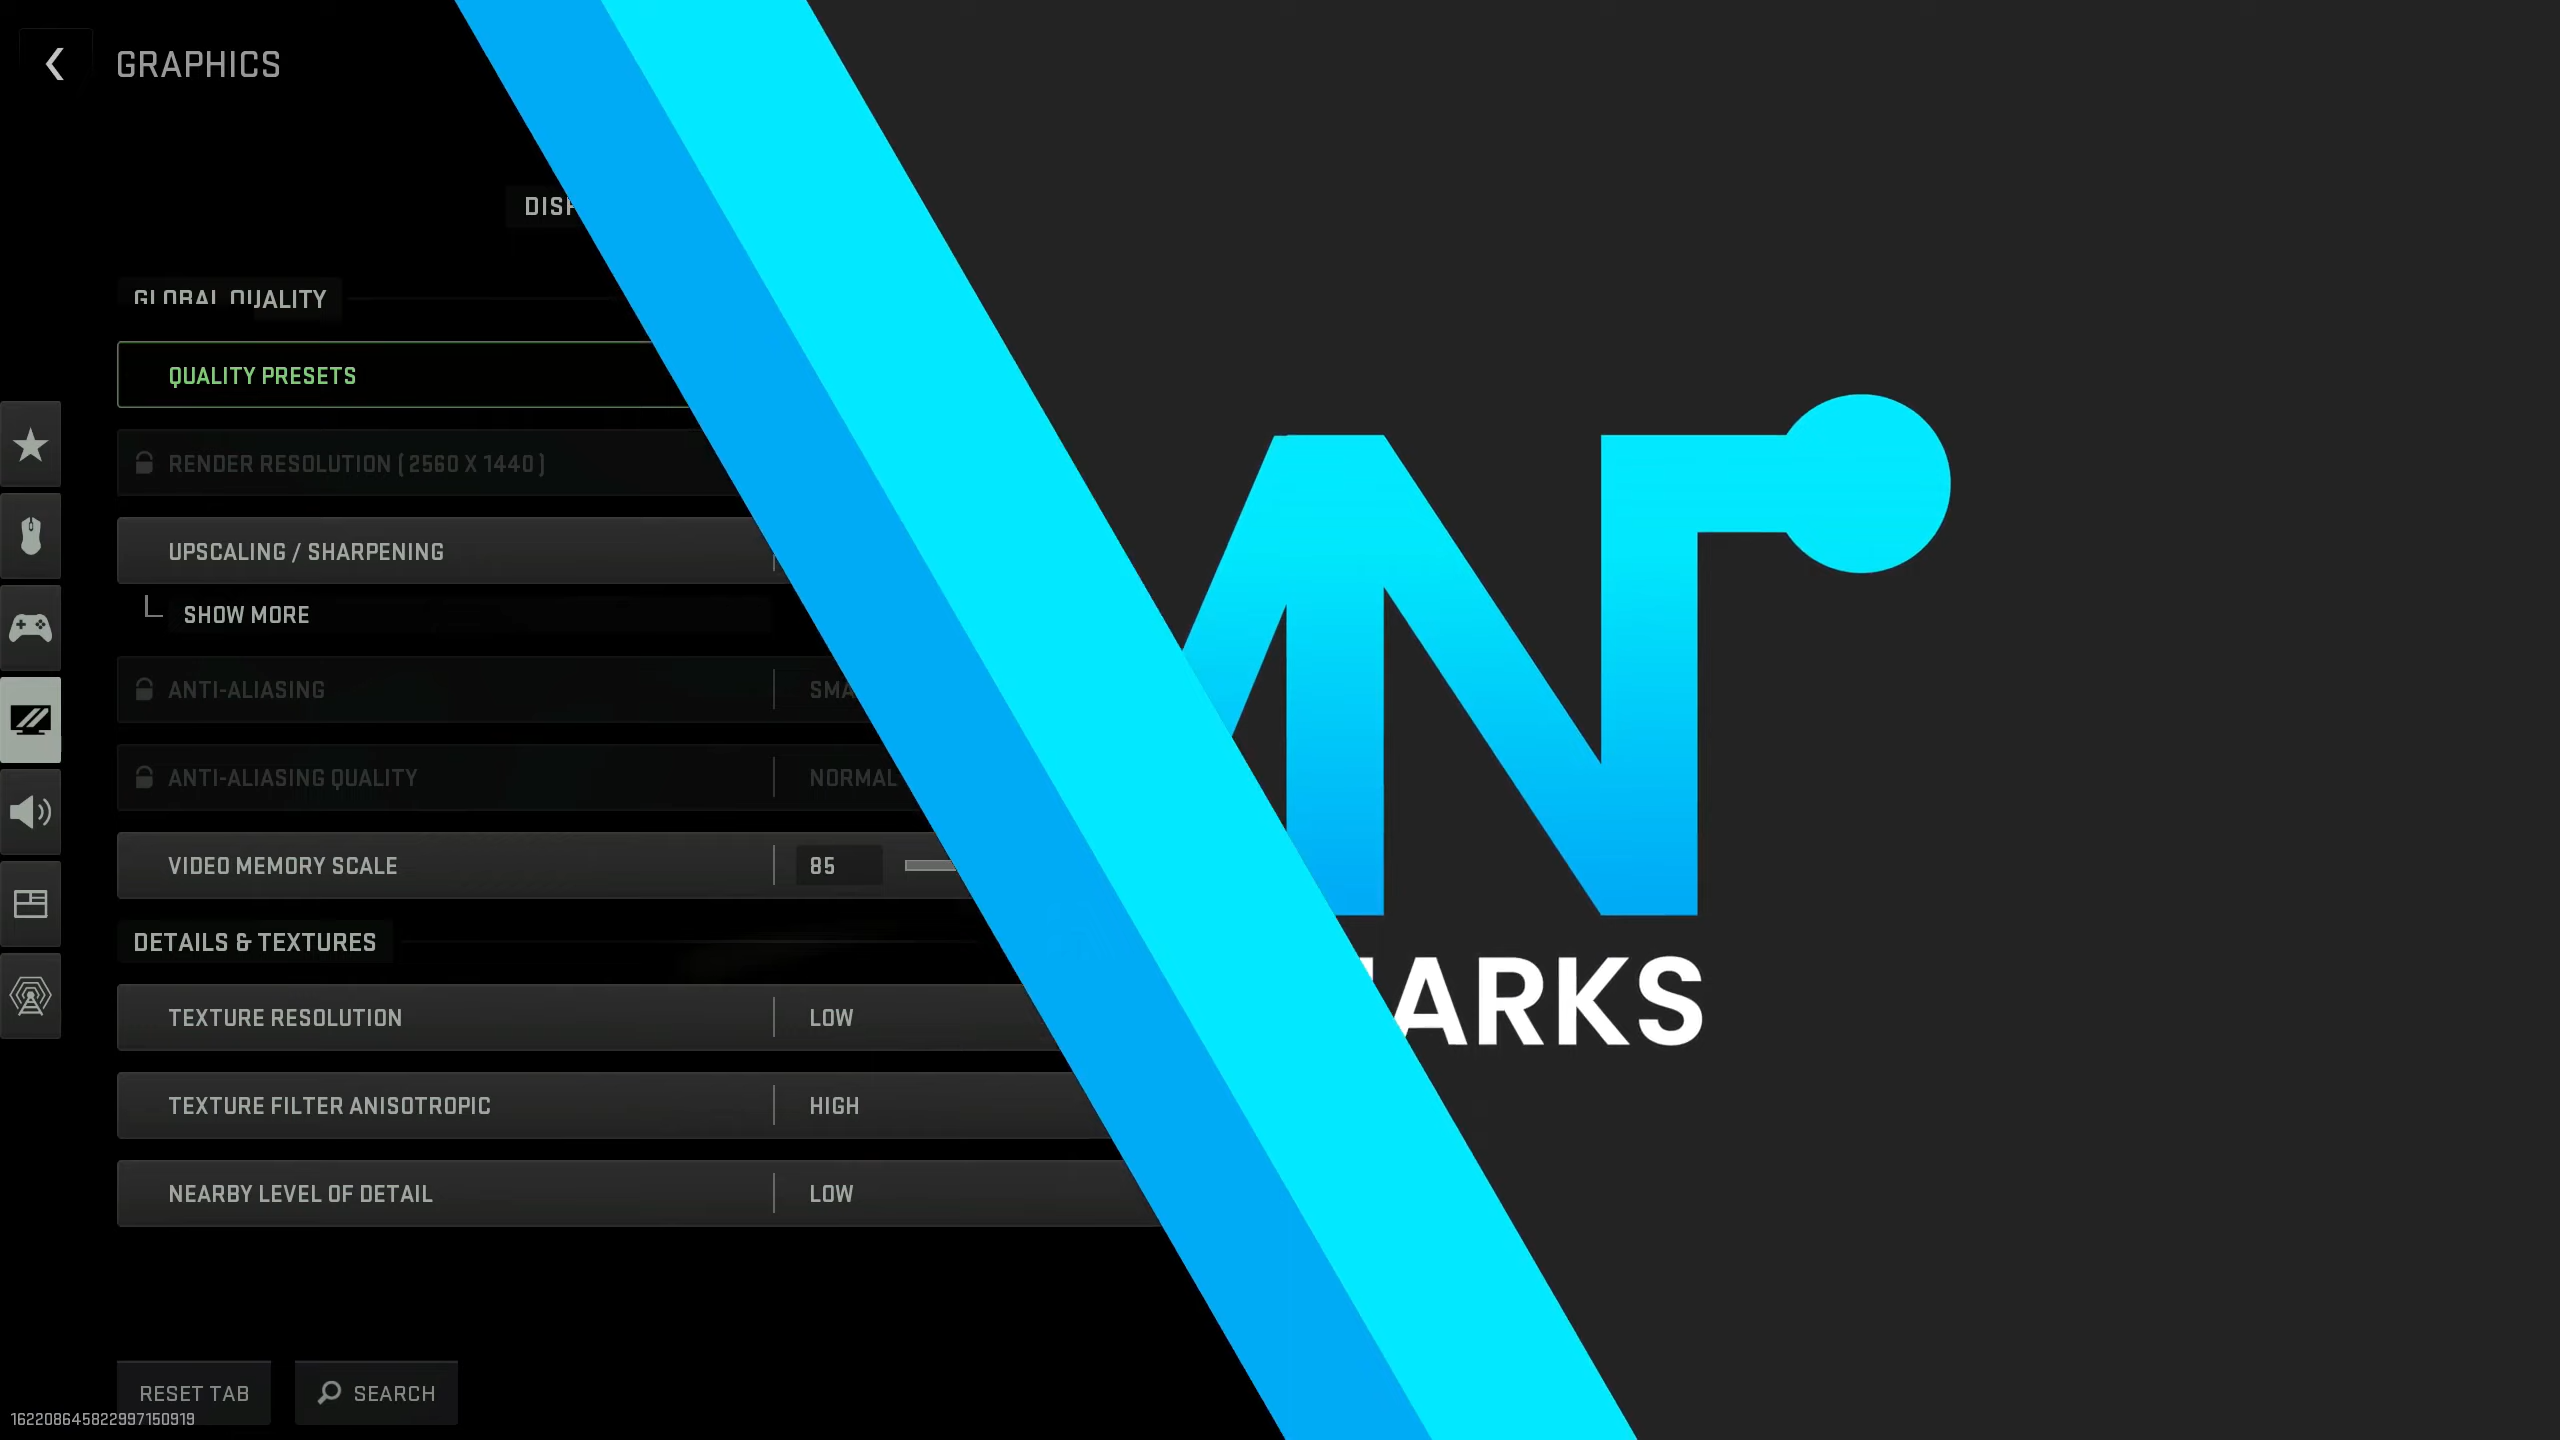 GRAPHICS
GLOBAL QUALITY
QUALITY PRESETS
RENDER RESOLUTION ( 2560 X 1440 )
UPSCALING / SHARPENING
SHOW MORE
ANTI-ALIASING
ANTI-ALIASING QUALITY NORMAL
VIDEO MEMORY SCALE 85
DETAILS & TEXTURES
TEXTURE RESOLUTION LOW
TEXTURE FILTER ANISOTROPIC HIGH
NEARBY LEVEL OF DETAIL LOW
RESET TAB SEARCH
162208645822997150919